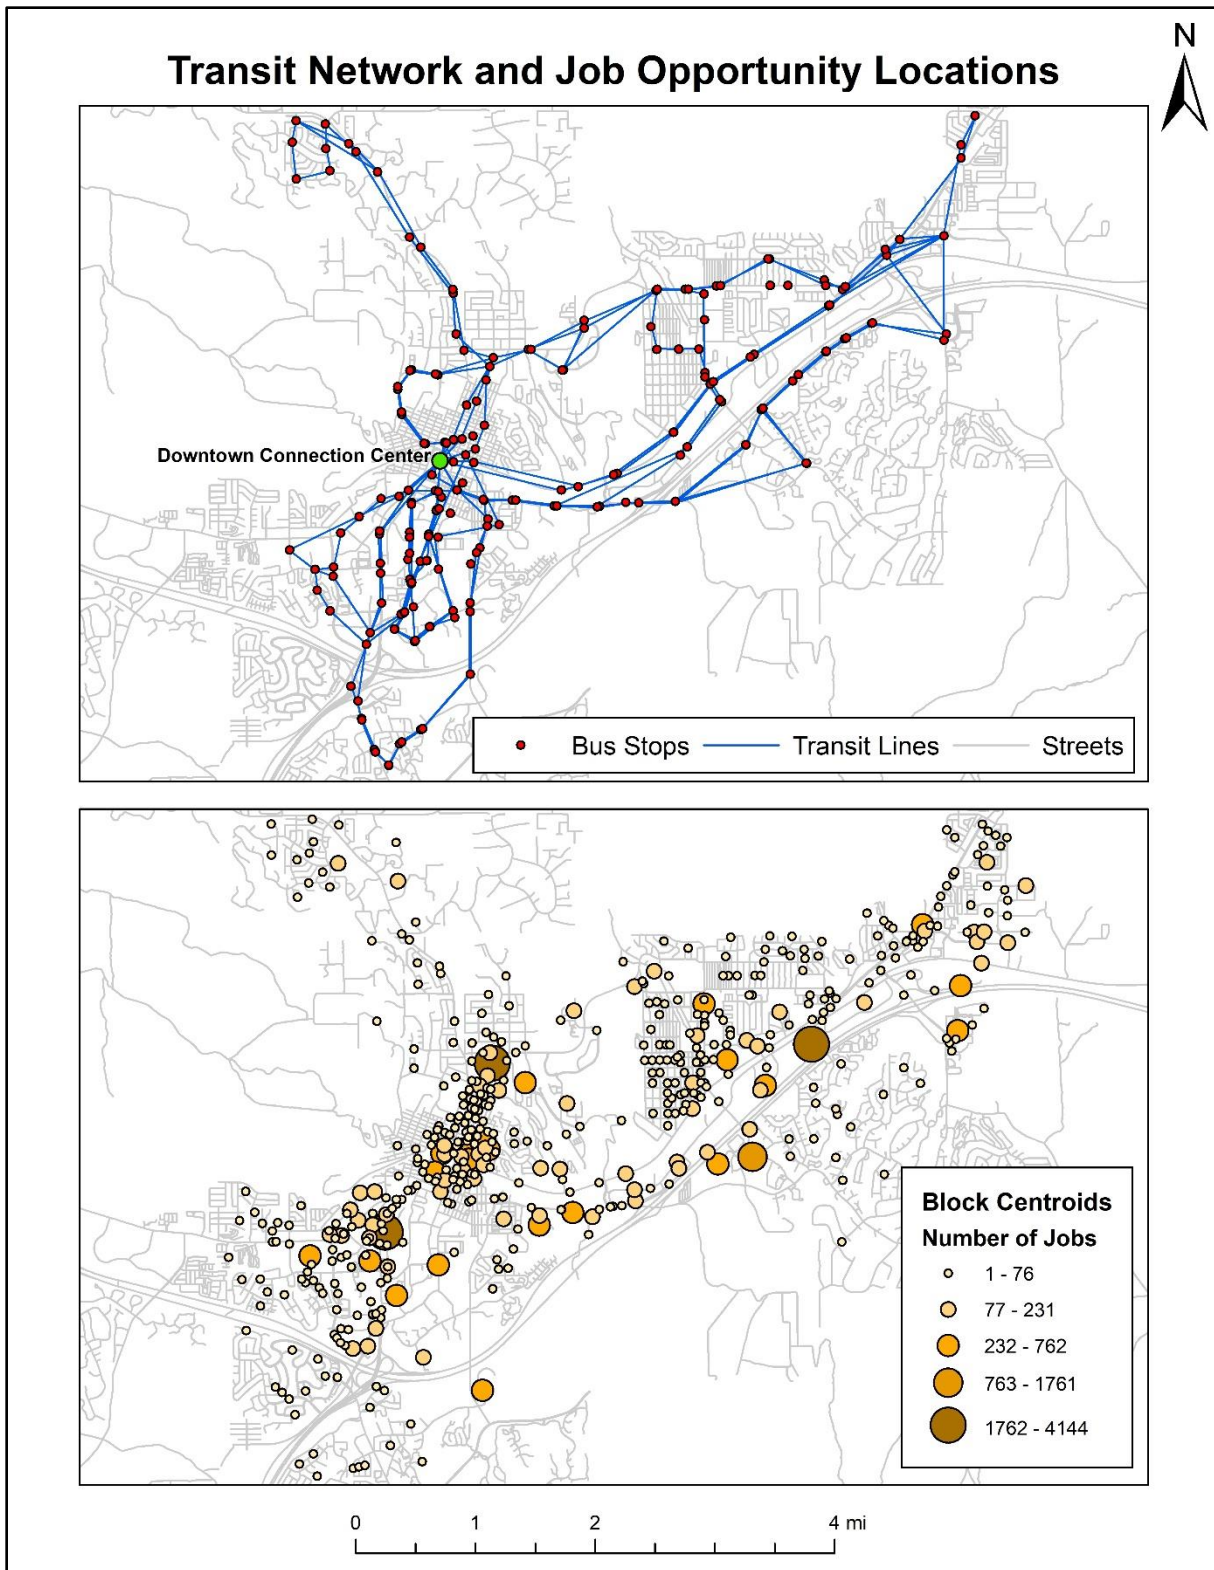 N
Transit Network and Job Opportunity Locations
Downtown Connection Center
Bus Stops
Transit Lines
Streets
Block Centroids
Number of Jobs
1 - 76
77 - 231
232 - 762
763 - 1761
1762 - 4144
0 1 2 4 mi